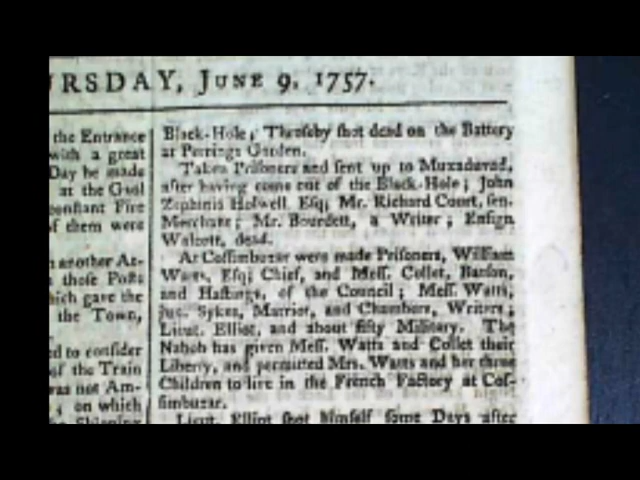 URSDAY, JUNE 9. 1757.
the Entrance
with a great
Day he made
at the Gaol
constant Fire
of them were
another At-
those Posts
which gave the
the Town,
ed to consider
of the Train
was not Am-
; on which
Black-Hole; Throseby shot dead on the Battery
at Perrings Garden.
Taken Prisoners and sent up to Muxadavad,
after having come out of the Black-Hole; John
Zephinis Holwell Esq; Mr. Richard Court, sen.
Merchant; Mr. Bourdett, a Writer; Ensign
Walcott, dead.
At Cossimbuzar were made Prisoners, William
Watts, Esq; Chief, and Mess. Collet, Batson,
and Hastings, of the Council; Mess. Watts,
jun. Sykes, Marriot, and Chambers, Writers;
Lieut. Elliot, and about fifty Military. The
Nabob has given Mess. Watts and Collet their
Liberty, and permitted Mrs. Watts and her three
Children to live in the French Factory at Cos-
simbuzar.
Lieut. Elliot shot himself some Days after